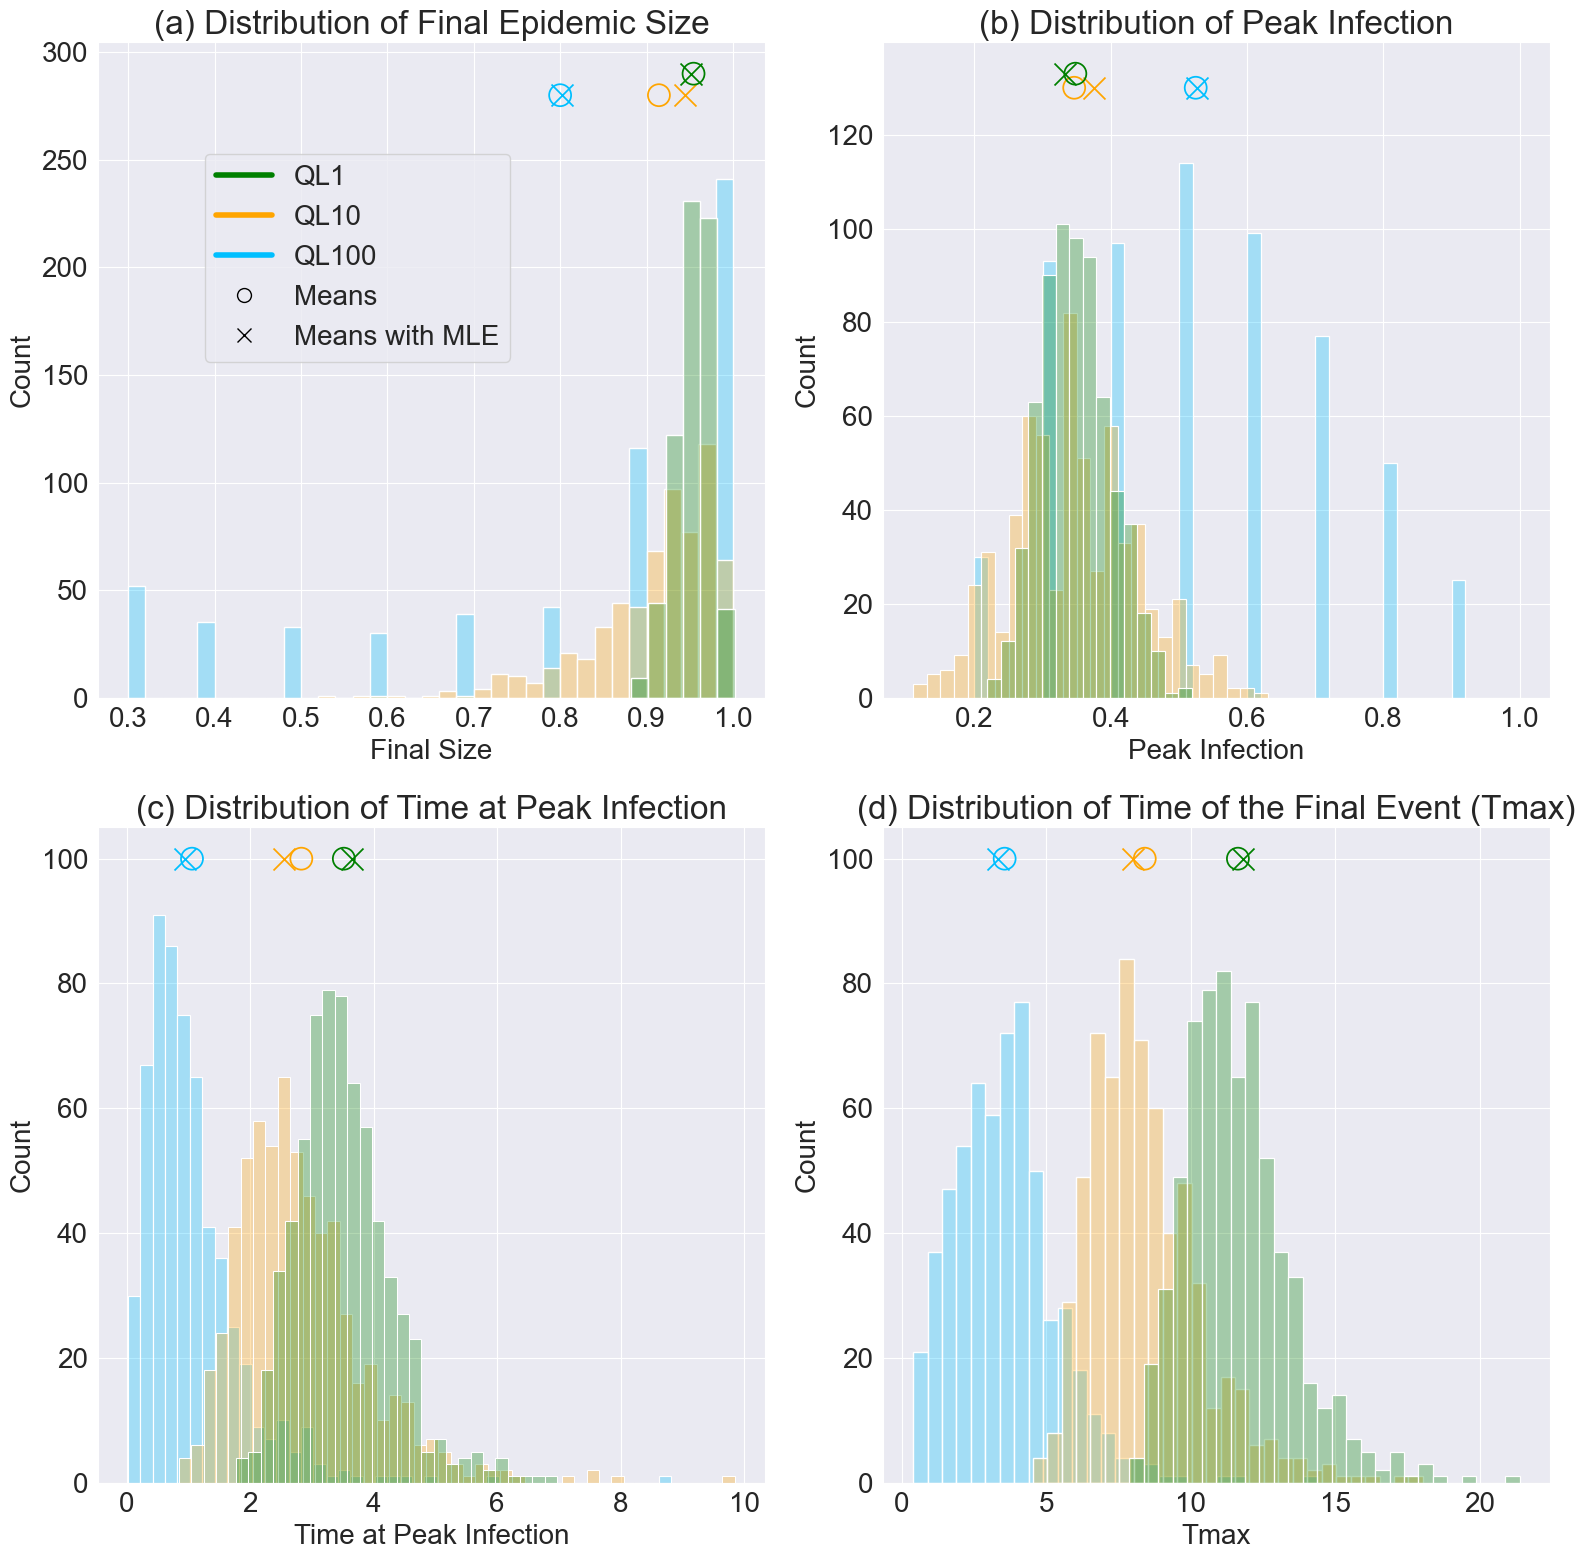 (a) Distribution of Final Epidemic Size
300
250
200
150
100
50
0
Count
QL1
QL10
QL100
Means
Means with MLE
0.3 0.4 0.5 0.6 0.7 0.8 0.9 1.0
Final Size
(b) Distribution of Peak Infection
120
100
80
60
40
20
0
Count
0.2 0.4 0.6 0.8 1.0
Peak Infection
(c) Distribution of Time at Peak Infection
100
80
60
40
20
0
Count
0 2 4 6 8 10
Time at Peak Infection
(d) Distribution of Time of the Final Event (Tmax)
100
80
60
40
20
0
Count
0 5 10 15 20
Tmax